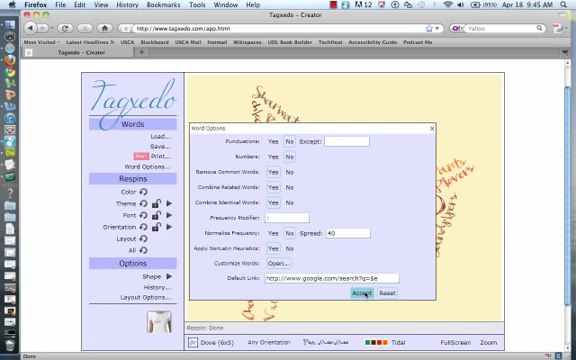 Firefox File Edit View History Bookmarks Tools Window Help (95%) Apr 18 9:45 AM
Tagxedo - Creator
http://www.tagxedo.com/app.html
Yahoo
Most Visited Latest Headlines USCA Blackboard USCA Mail Hotmail Wikispaces UDL Book Builder TechHeat Accessibility Guide Podcast Me
Tagxedo - Creator
Tagxedo
Words
Load...
Save...
Print...
Word Options...
Respins
Color
Theme
Font
Orientation
Layout
All
Options
Shape
History...
Layout Options...
Word Options X
Punctuations: Yes No Except:
Numbers: Yes No
Remove Common Words: Yes No
Combine Related Words: Yes No
Combine Identical Words: Yes No
Frequency Modifier: :
Normalize Frequency: Yes No Spread: 40
Apply NonLatin Heuristics: Yes No
Customize Words: Open...
Default Link: http://www.google.com/search?q=$e
Accept Reset
Plovers
Respin: Done
Dove (6x5) Any Orientation Tidal FullScreen Zoom
Done